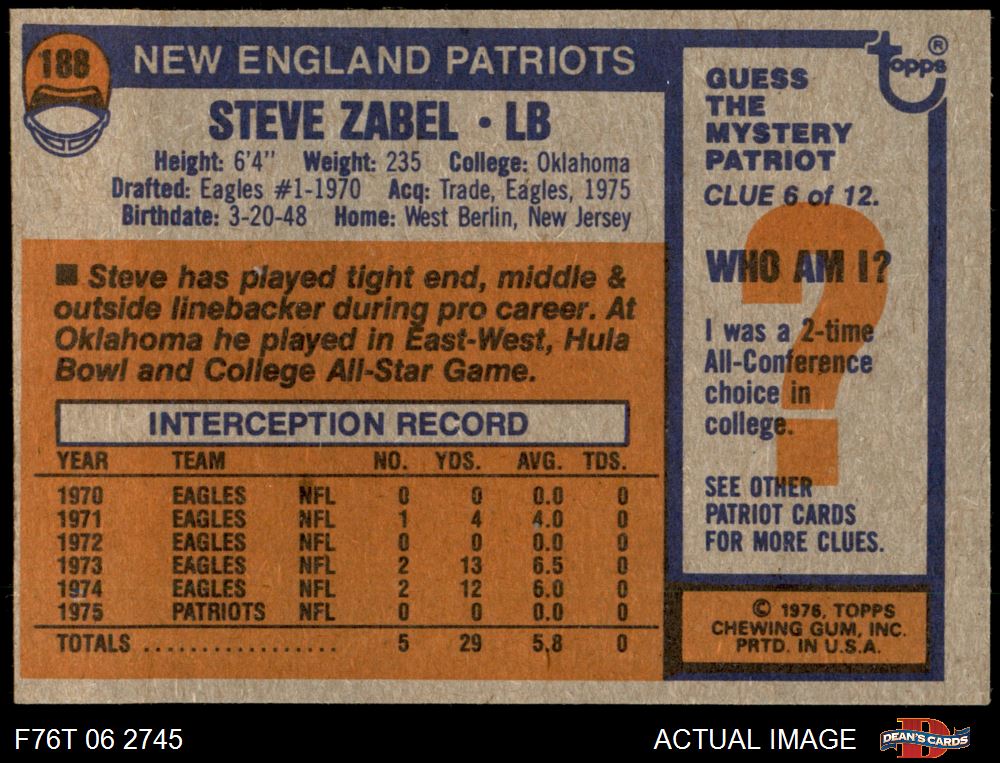 188
NEW ENGLAND PATRIOTS
STEVE ZABEL • LB
Height: 6'4" Weight: 235 College: Oklahoma
Drafted: Eagles #1-1970 Acq: Trade, Eagles, 1975
Birthdate: 3-20-48 Home: West Berlin, New Jersey
■ Steve has played tight end, middle &
outside linebacker during pro career. At
Oklahoma he played in East-West, Hula
Bowl and College All-Star Game.
INTERCEPTION RECORD
YEAR TEAM NO. YDS. AVG. TDS.
1970 EAGLES NFL 0 0 0.0 0
1971 EAGLES NFL 1 4 4.0 0
1972 EAGLES NFL 0 0 0.0 0
1973 EAGLES NFL 2 13 6.5 0
1974 EAGLES NFL 2 12 6.0 0
1975 PATRIOTS NFL 0 0 0.0 0
TOTALS ................. 5 29 5.8 0
topps ®
GUESS
THE
MYSTERY
PATRIOT
CLUE 6 of 12.
?
WHO AM I?
I was a 2-time
All-Conference
choice in
college.
SEE OTHER
PATRIOT CARDS
FOR MORE CLUES.
© 1976, TOPPS
CHEWING GUM, INC.
PRTD. IN U.S.A.
F76T 06 2745
ACTUAL IMAGE
D
DEAN'S CARDS